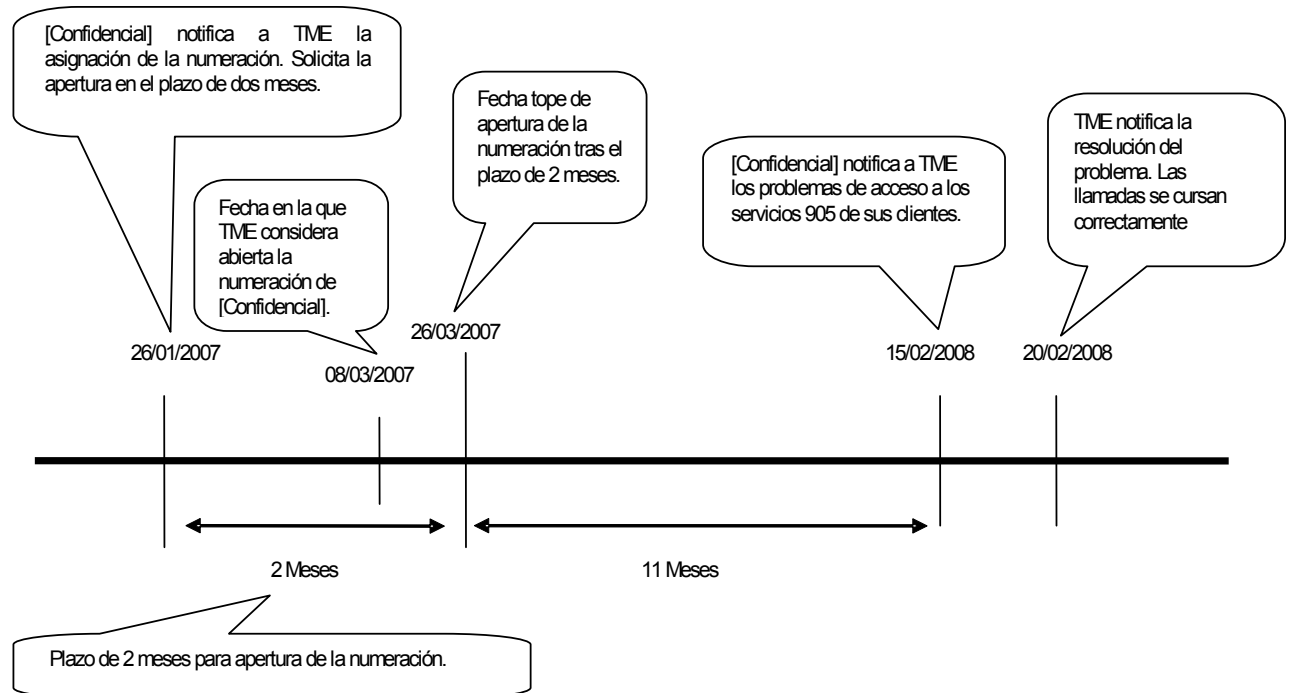 [Confidencial] notifica a TME la
asignación de la numeración. Solicita la
apertura en el plazo de dos meses.
Fecha en la que
TME considera
abierta la
numeración de
[Confidencial].
Fecha tope de
apertura de la
numeración tras el
plazo de 2 meses.
[Confidencial] notifica a TME
los problemas de acceso a los
servicios 905 de sus clientes.
TME notifica la
resolución del
problema. Las
llamadas se cursan
correctamente
26/01/2007
08/03/2007
26/03/2007
15/02/2008
20/02/2008
2 Meses
11 Meses
Plazo de 2 meses para apertura de la numeración.